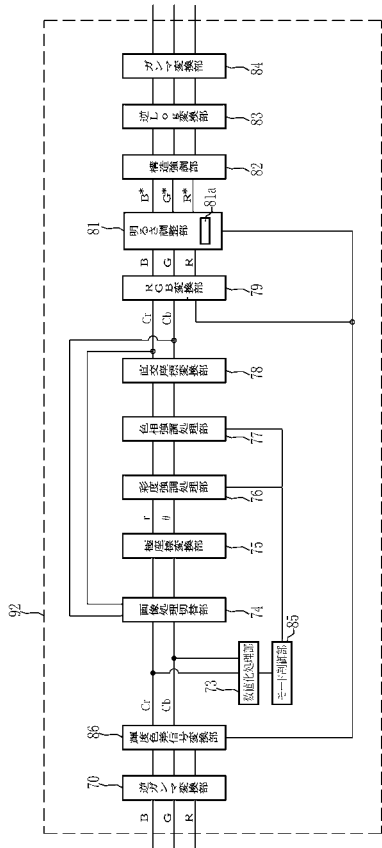 92
B
G
R
逆ガンマ変換部
70
輝度色差信号変換部
86
Cr
Cb
数値化処理部
73
モード制御部
85
画像処理切替部
74
極座標変換部
75
r
θ
彩度強調処理部
76
色相強調処理部
77
直交座標変換部
78
Cr
Cb
RGB変換部
79
B
G
R
81
明るさ調整部
81a
B*
G*
R*
構造強調部
82
逆Log変換部
83
ガンマ変換部
84